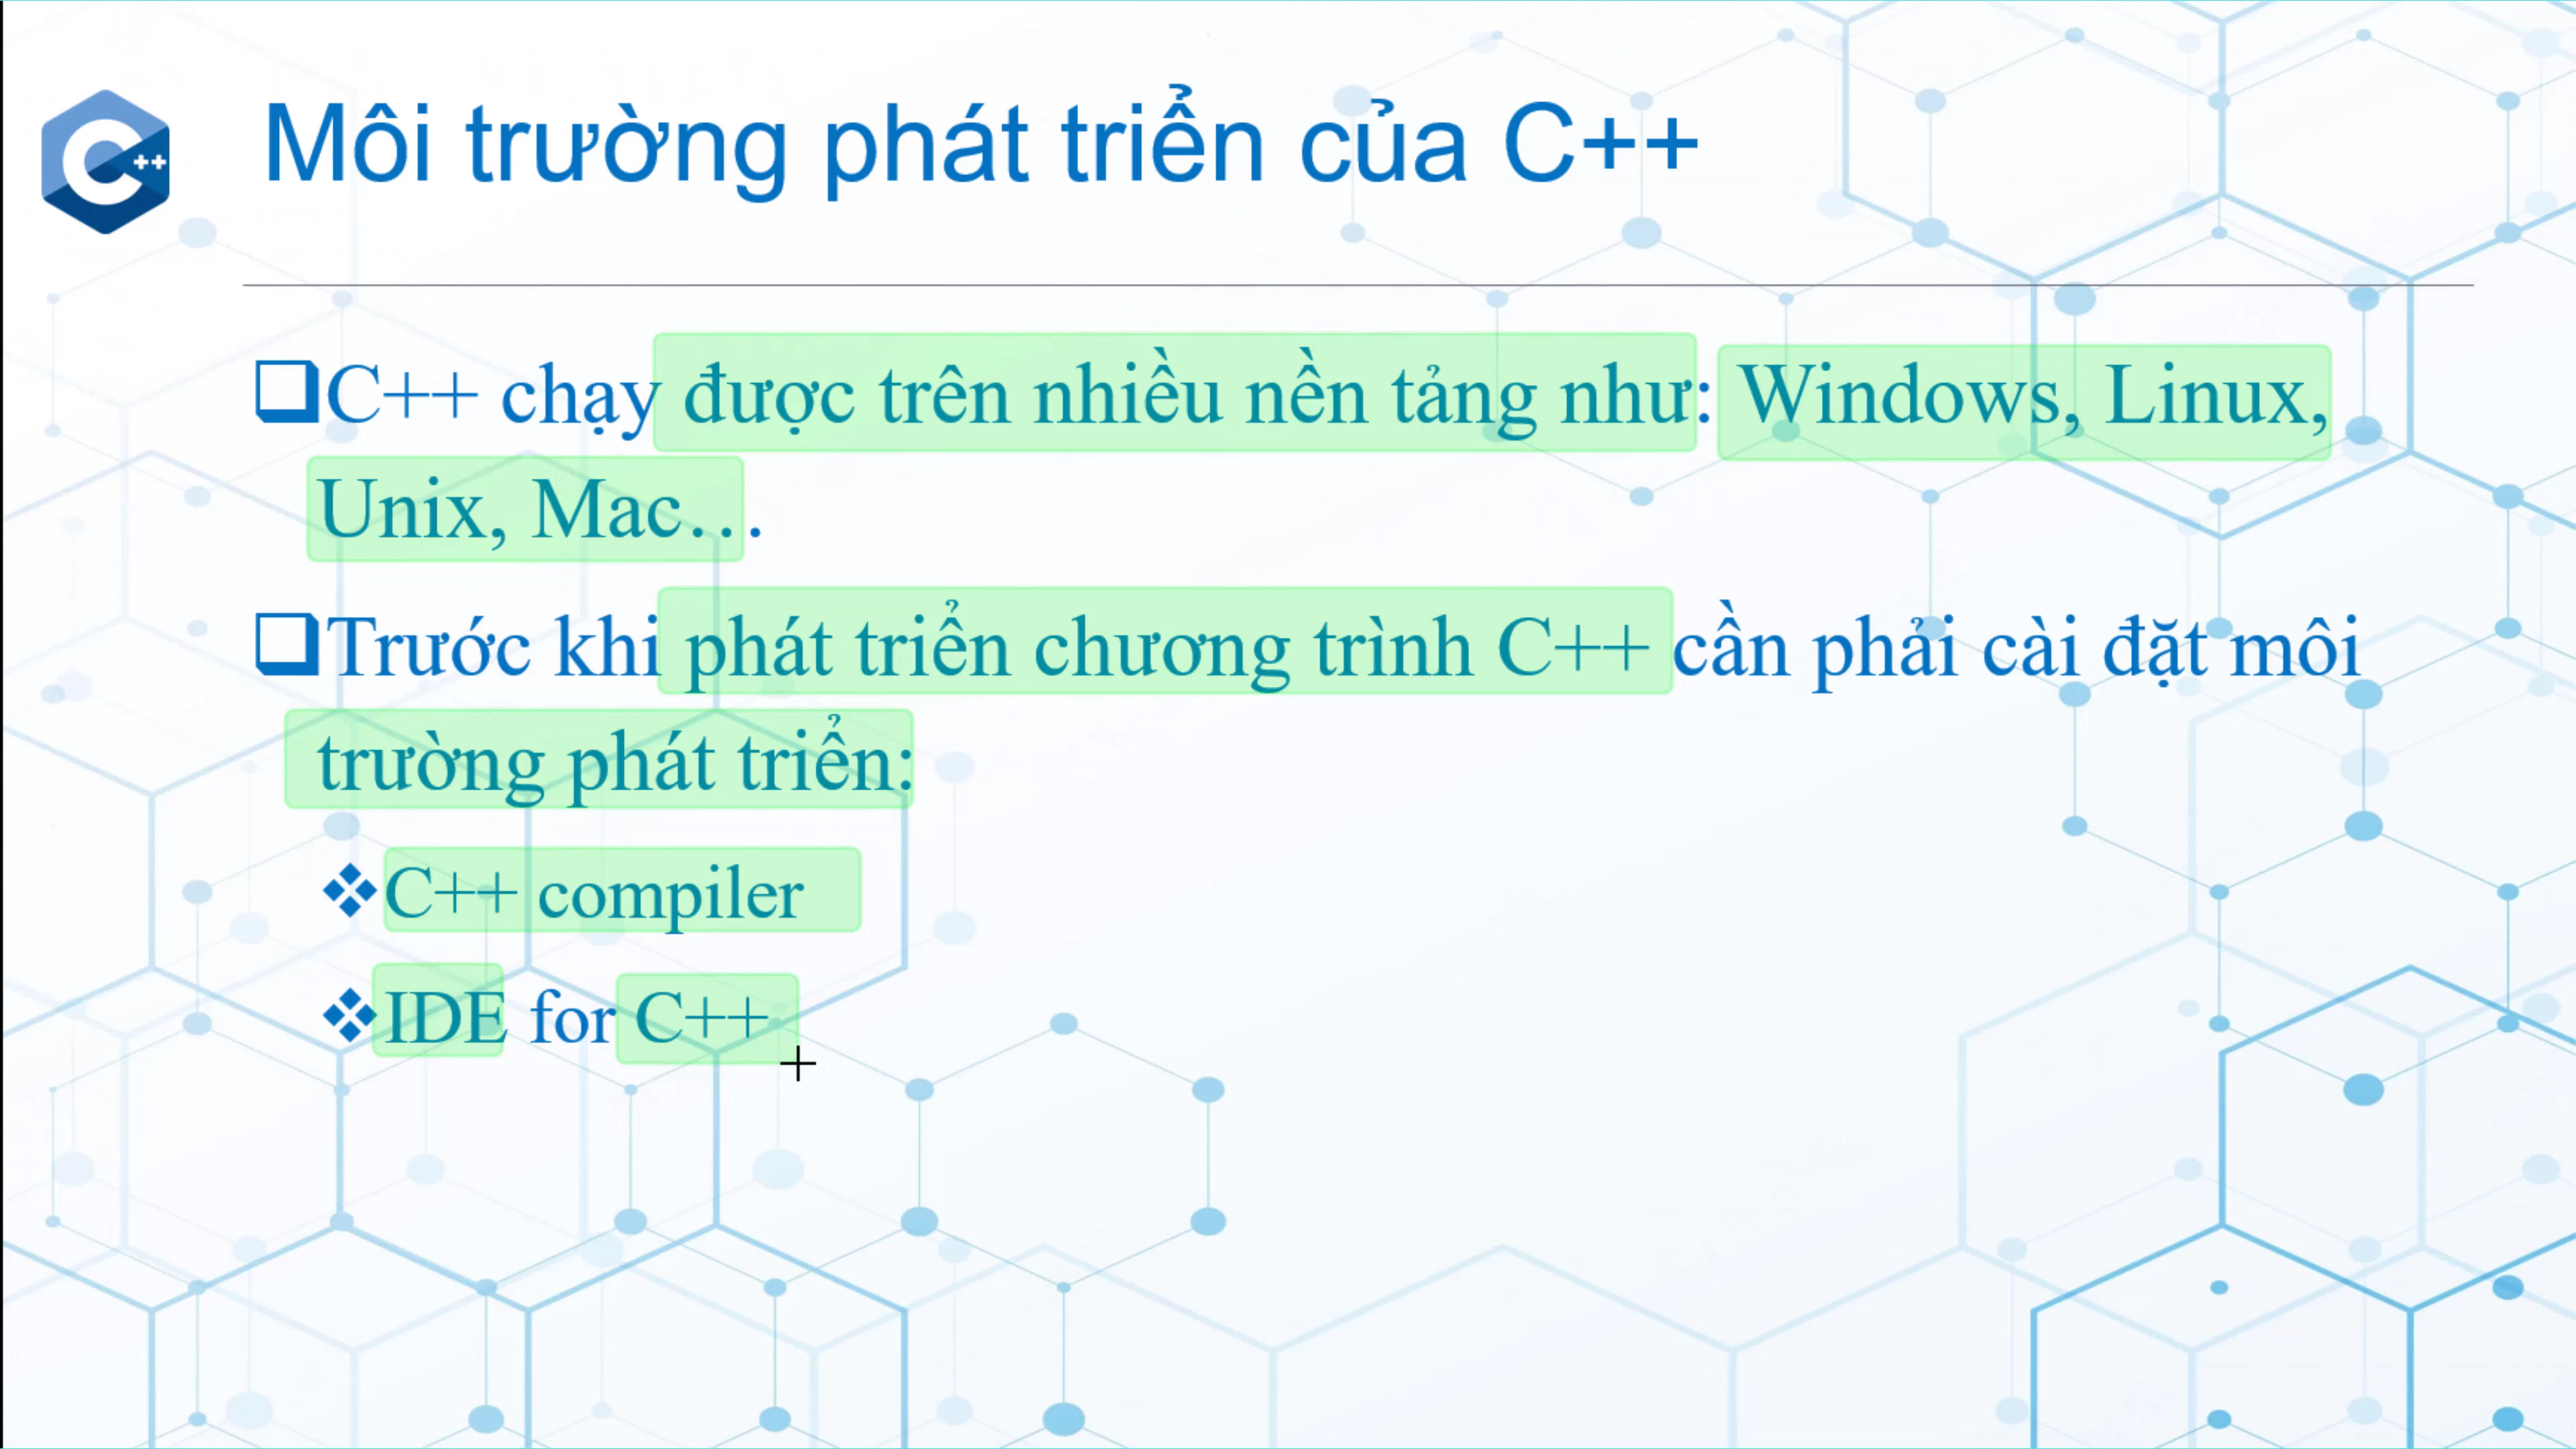 C++
Môi trường phát triển của C++
C++ chạy được trên nhiều nền tảng như: Windows, Linux,
Unix, Mac….
Trước khi phát triển chương trình C++ cần phải cài đặt môi
trường phát triển:
C++ compiler
IDE for C++